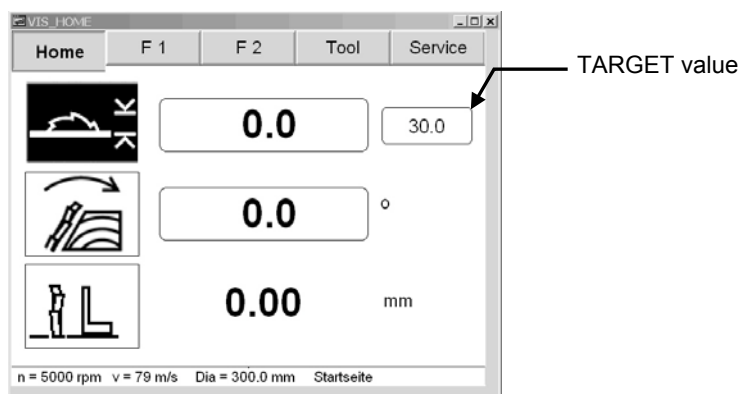 VIS_HOME
Home F 1 F 2 Tool Service
TARGET value
0.0 30.0
0.0 °
0.00 mm
n = 5000 rpm v = 79 m/s Dia = 300.0 mm Startseite